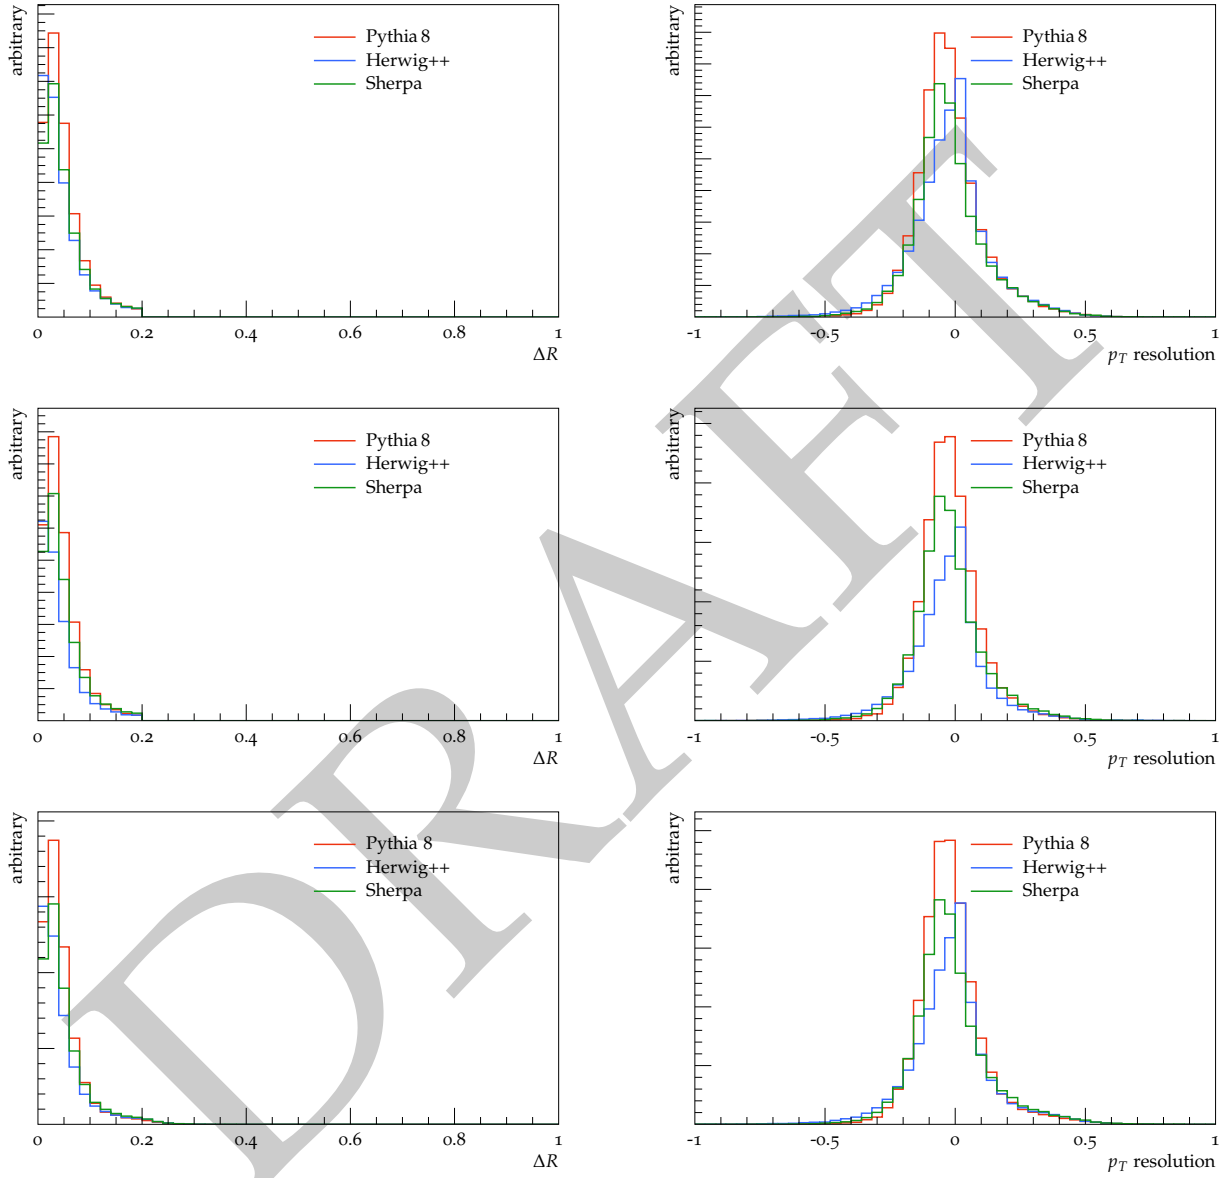 arbitrary
Pythia 8
Herwig++
Sherpa
0 0.2 0.4 0.6 0.8 1
ΔR
arbitrary
Pythia 8
Herwig++
Sherpa
-1 -0.5 0 0.5 1
p_T resolution
arbitrary
Pythia 8
Herwig++
Sherpa
0 0.2 0.4 0.6 0.8 1
ΔR
arbitrary
Pythia 8
Herwig++
Sherpa
-1 -0.5 0 0.5 1
p_T resolution
arbitrary
Pythia 8
Herwig++
Sherpa
0 0.2 0.4 0.6 0.8 1
ΔR
arbitrary
Pythia 8
Herwig++
Sherpa
-1 -0.5 0 0.5 1
p_T resolution
DRAFT